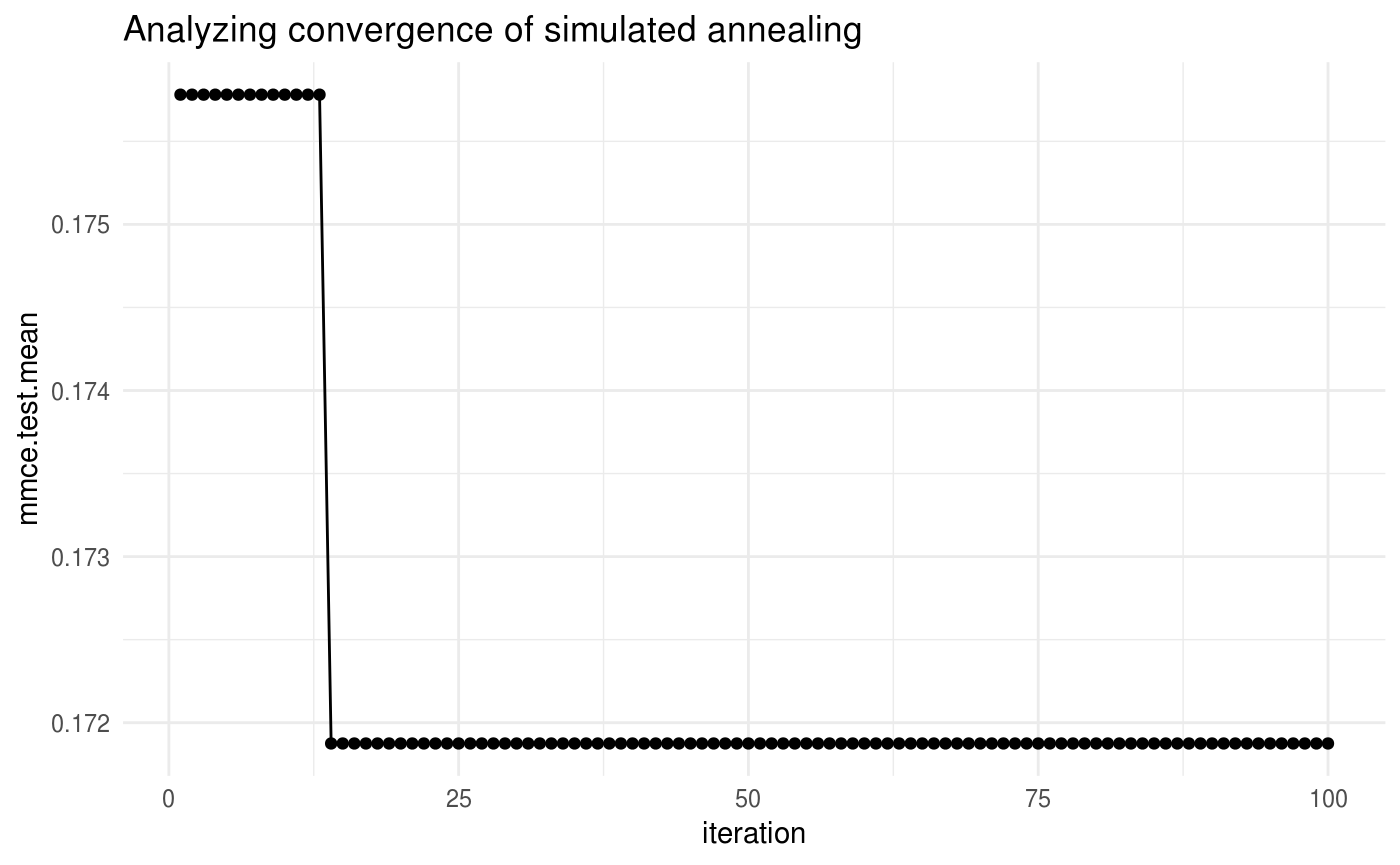 Analyzing convergence of simulated annealing
mmce.test.mean
0.175
0.174
0.173
0.172
0 25 50 75 100
iteration